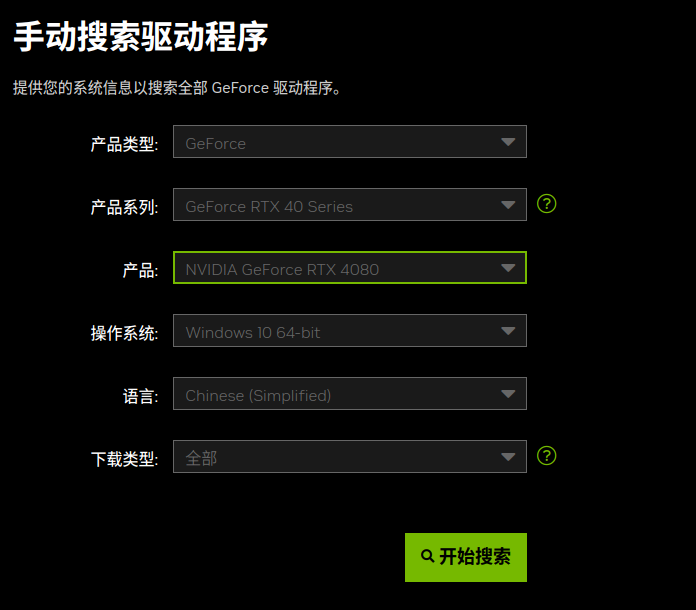 手动搜索驱动程序
提供您的系统信息以搜索全部 GeForce 驱动程序。
产品类型: GeForce
产品系列: GeForce RTX 40 Series ?
产品: NVIDIA GeForce RTX 4080
操作系统: Windows 10 64-bit
语言: Chinese (Simplified)
下载类型: 全部 ?
开始搜索